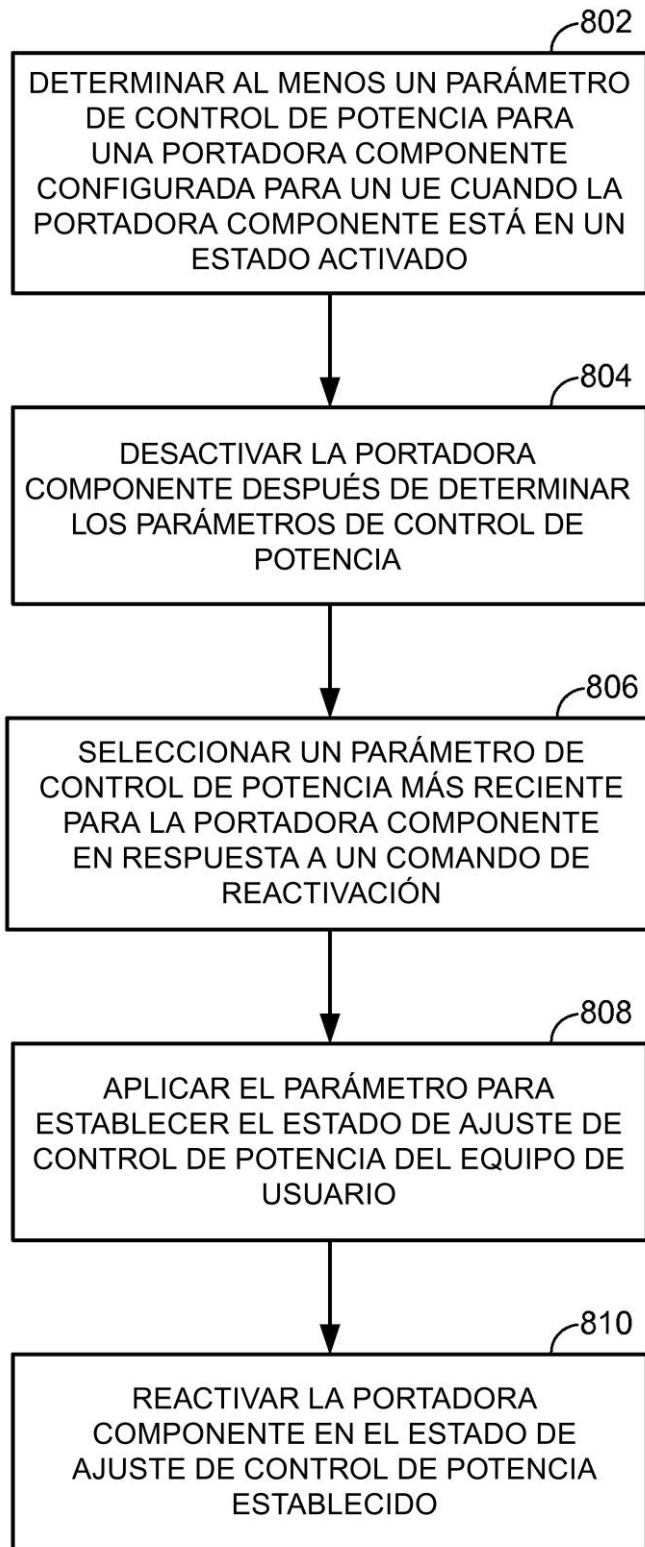 802
DETERMINAR AL MENOS UN PARÁMETRO
DE CONTROL DE POTENCIA PARA
UNA PORTADORA COMPONENTE
CONFIGURADA PARA UN UE CUANDO LA
PORTADORA COMPONENTE ESTÁ EN UN
ESTADO ACTIVADO
804
DESACTIVAR LA PORTADORA
COMPONENTE DESPUÉS DE DETERMINAR
LOS PARÁMETROS DE CONTROL DE
POTENCIA
806
SELECCIONAR UN PARÁMETRO DE
CONTROL DE POTENCIA MÁS RECIENTE
PARA LA PORTADORA COMPONENTE
EN RESPUESTA A UN COMANDO DE
REACTIVACIÓN
808
APLICAR EL PARÁMETRO PARA
ESTABLECER EL ESTADO DE AJUSTE DE
CONTROL DE POTENCIA DEL EQUIPO DE
USUARIO
810
REACTIVAR LA PORTADORA
COMPONENTE EN EL ESTADO DE
AJUSTE DE CONTROL DE POTENCIA
ESTABLECIDO